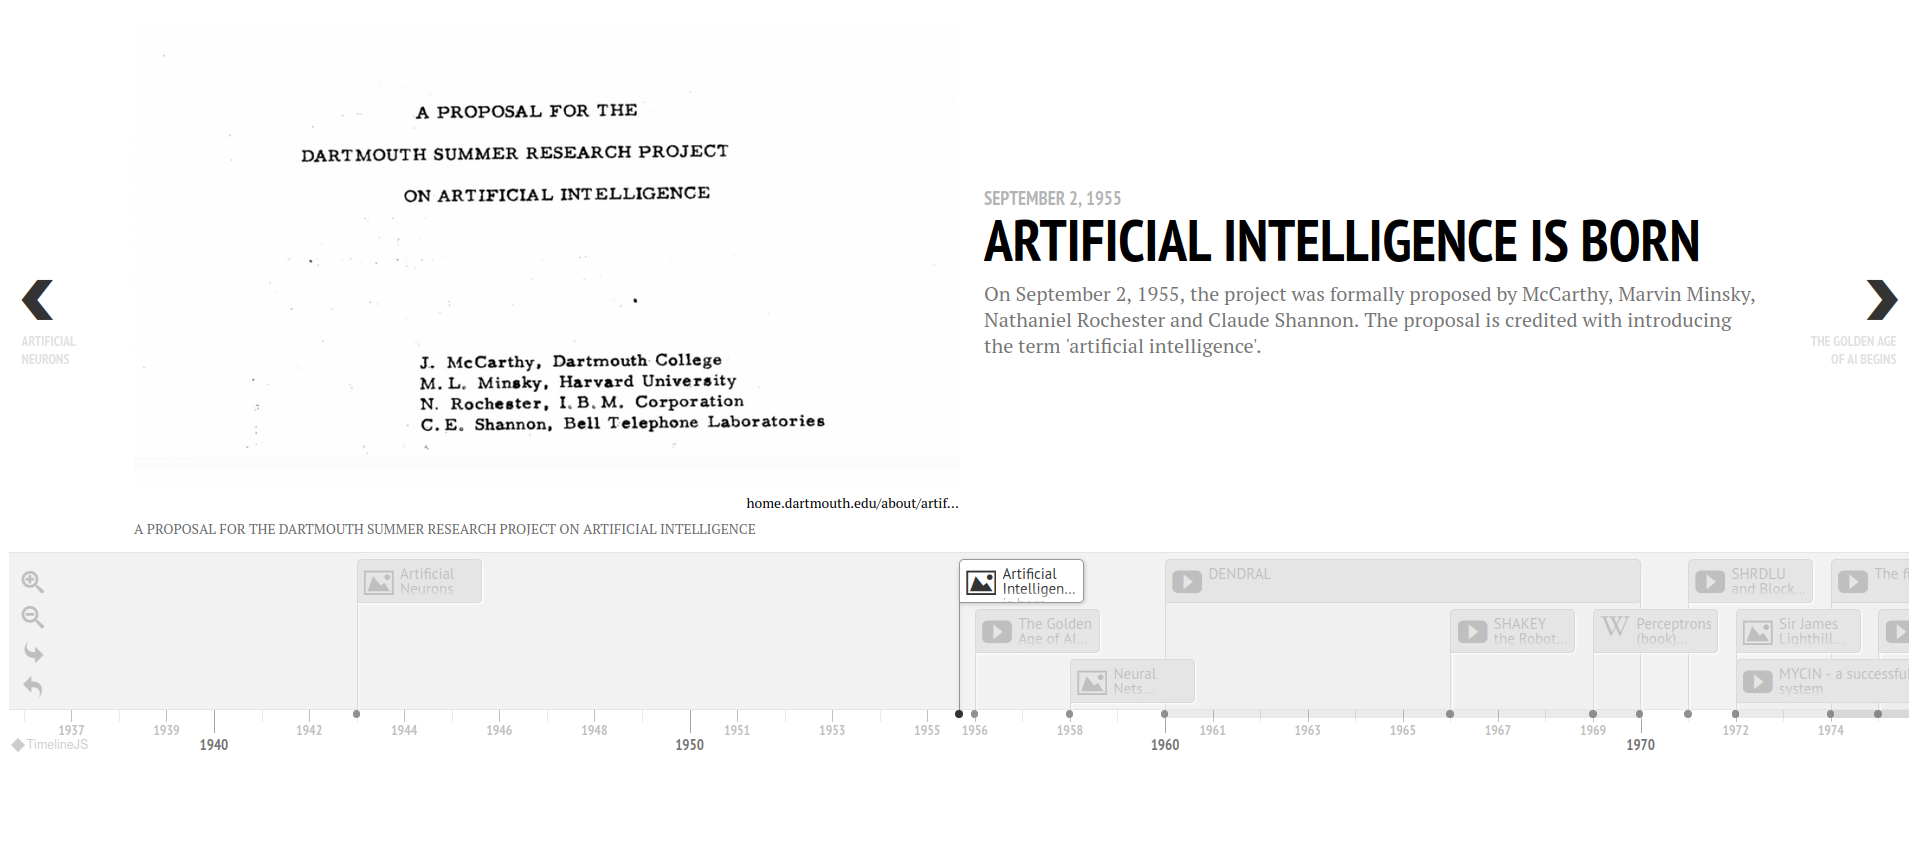 A PROPOSAL FOR THE
DARTMOUTH SUMMER RESEARCH PROJECT
ON ARTIFICIAL INTELLIGENCE
J. McCarthy, Dartmouth College
M. L. Minsky, Harvard University
N. Rochester, I.B.M. Corporation
C. E. Shannon, Bell Telephone Laboratories
home.dartmouth.edu/about/artif...
A PROPOSAL FOR THE DARTMOUTH SUMMER RESEARCH PROJECT ON ARTIFICIAL INTELLIGENCE
SEPTEMBER 2, 1955
ARTIFICIAL INTELLIGENCE IS BORN
On September 2, 1955, the project was formally proposed by McCarthy, Marvin Minsky,
Nathaniel Rochester and Claude Shannon. The proposal is credited with introducing
the term 'artificial intelligence'.
ARTIFICIAL
NEURONS
THE GOLDEN AGE
OF AI BEGINS
Artificial
Neurons
Artificial
Intelligen...
DENDRAL
SHRDLU
and Block...
The
The Golden
Age of AI...
SHAKEY
the Robot...
W
Perceptrons
(book)...
Sir James
Lighthill...
Neural
Nets...
MYCIN - a successful
system
1937 1939 1940 1942 1944 1946 1948 1950 1951 1953 1955 1956 1958 1960 1961 1963 1965 1967 1969 1970 1972 1974
TimelineJS